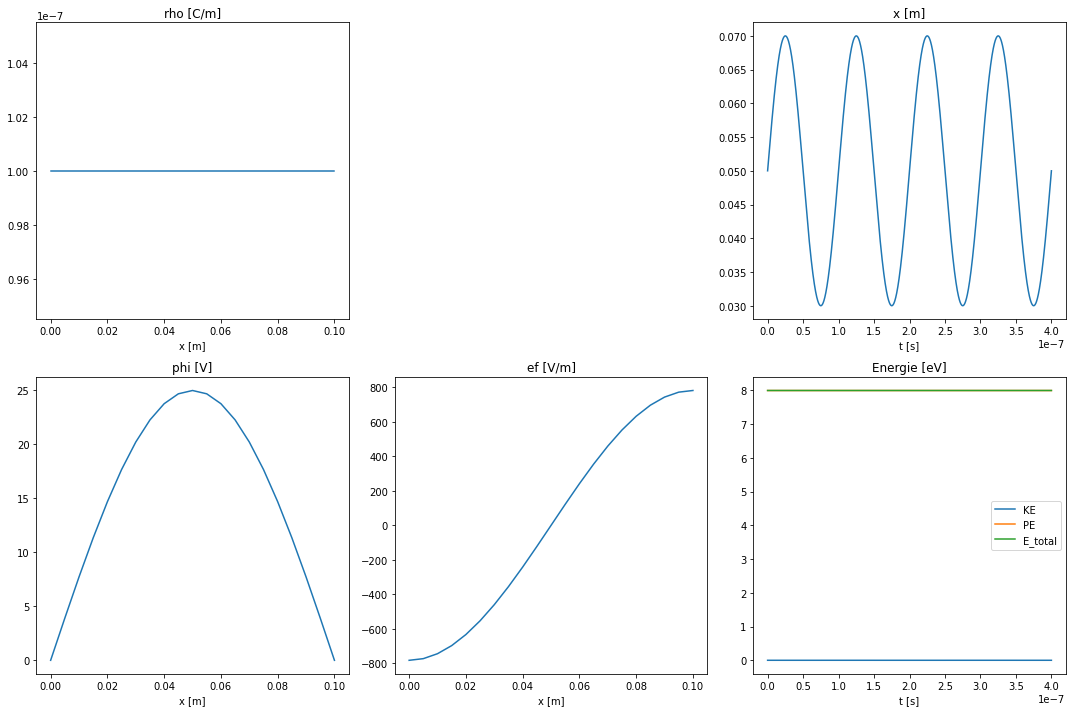 rho [C/m]
1e−7
1.04
1.02
1.00
0.98
0.96
0.00 0.02 0.04 0.06 0.08 0.10
x [m]
x [m]
0.070
0.065
0.060
0.055
0.050
0.045
0.040
0.035
0.030
0.0 0.5 1.0 1.5 2.0 2.5 3.0 3.5 4.0
t [s]
1e−7
phi [V]
25
20
15
10
5
0
0.00 0.02 0.04 0.06 0.08 0.10
x [m]
ef [V/m]
800
600
400
200
0
−200
−400
−600
−800
0.00 0.02 0.04 0.06 0.08 0.10
x [m]
Energie [eV]
8
7
6
5
4
3
2
1
0
KE
PE
E_total
0.0 0.5 1.0 1.5 2.0 2.5 3.0 3.5 4.0
t [s]
1e−7